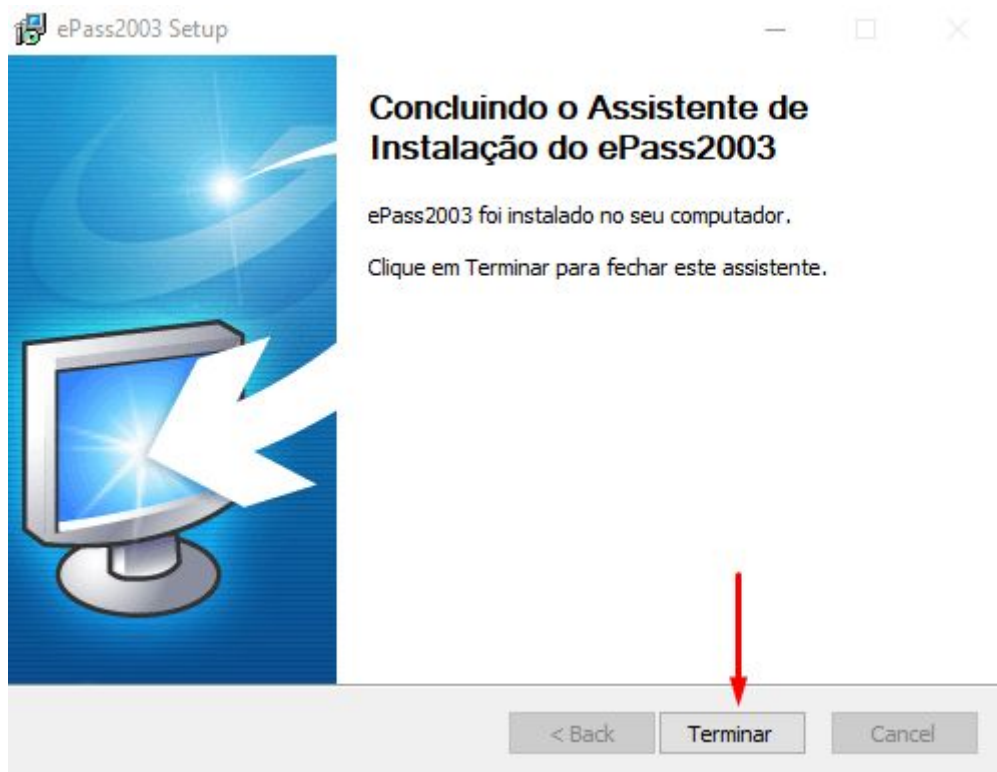 ePass2003 Setup
Concluindo o Assistente de
Instalação do ePass2003
ePass2003 foi instalado no seu computador.
Clique em Terminar para fechar este assistente.
< Back
Terminar
Cancel